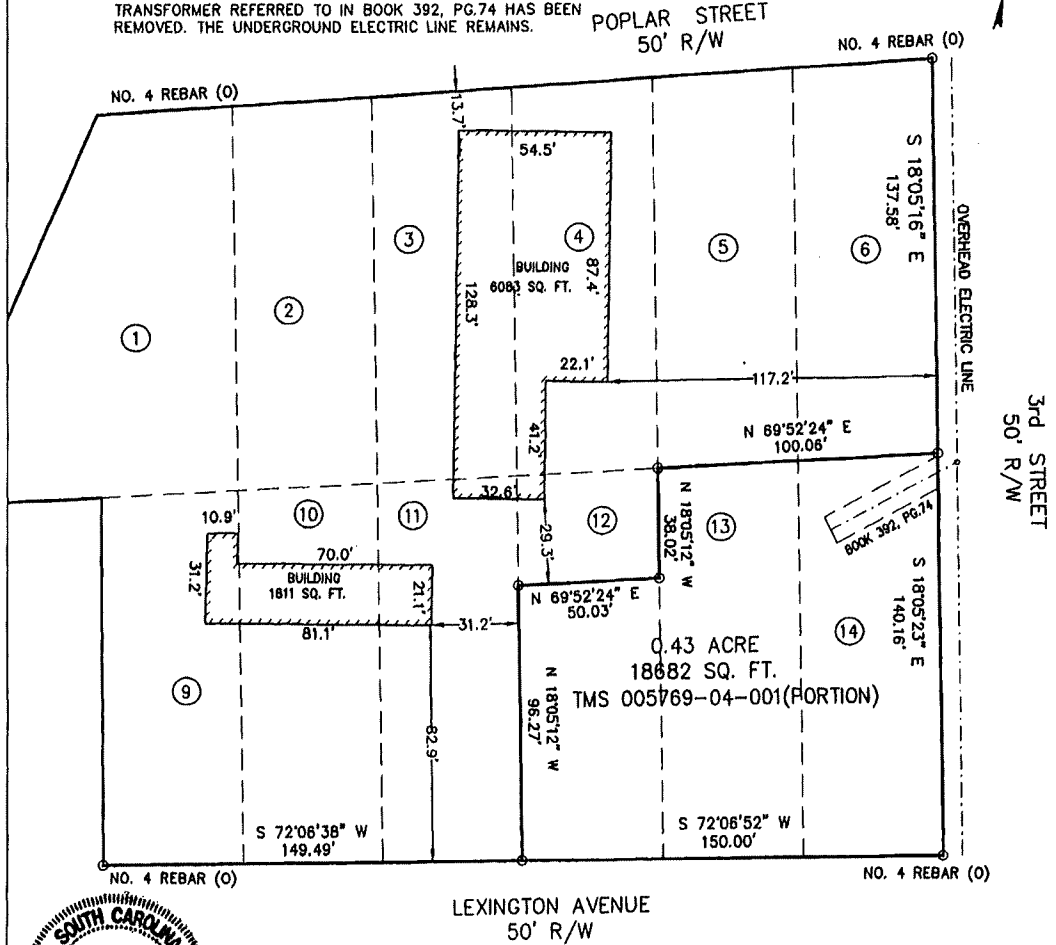 TRANSFORMER REFERRED TO IN BOOK 392, PG.74 HAS BEEN
REMOVED. THE UNDERGROUND ELECTRIC LINE REMAINS.
POPLAR STREET
50' R/W
NO. 4 REBAR (O)
NO. 4 REBAR (O)
13.7'
54.5'
S 18°05'16" E
137.58'
OVERHEAD ELECTRIC LINE
3
4
5
6
BUILDING
6083 SQ. FT.
87.4'
128.3'
2
1
22.1'
117.2'
3rd STREET
50' R/W
41.2'
N 69°52'24" E
100.06'
32.6'
10.9'
10
11
12
N 18°05'12" W
38.02'
13
BOOK 392, PG.74
29.3'
70.0'
31.2'
BUILDING
1811 SQ. FT.
21.1'
81.1'
31.2'
N 69°52'24" E
50.03'
S 18°05'23" E
140.16'
14
0.43 ACRE
18682 SQ. FT.
TMS 005769-04-001(PORTION)
9
N 18°05'12" W
96.27'
82.9'
S 72°06'38" W
149.49'
S 72°06'52" W
150.00'
NO. 4 REBAR (O)
NO. 4 REBAR (O)
LEXINGTON AVENUE
50' R/W
SOUTH CAROLINA